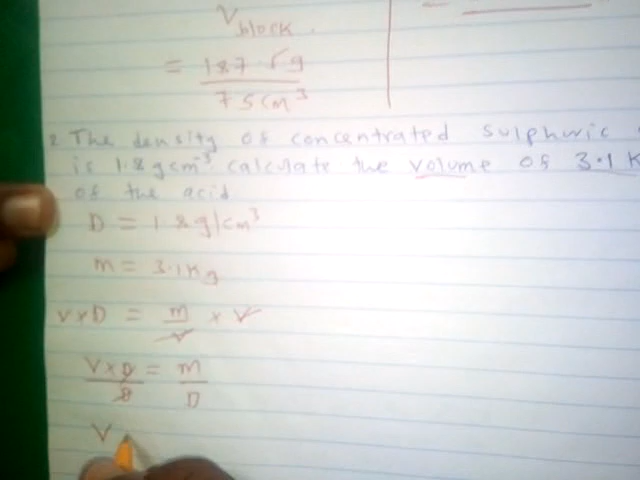 V block.
= 187.5g
75cm³
2 The density of concentrated sulphuric
is 1.8gcm⁻³. calculate the volume of 3.1 K
of the acid
D = 1.8g/cm³
m = 3.1Kg
V×D = m/V × V
V×D/D = m/D
V